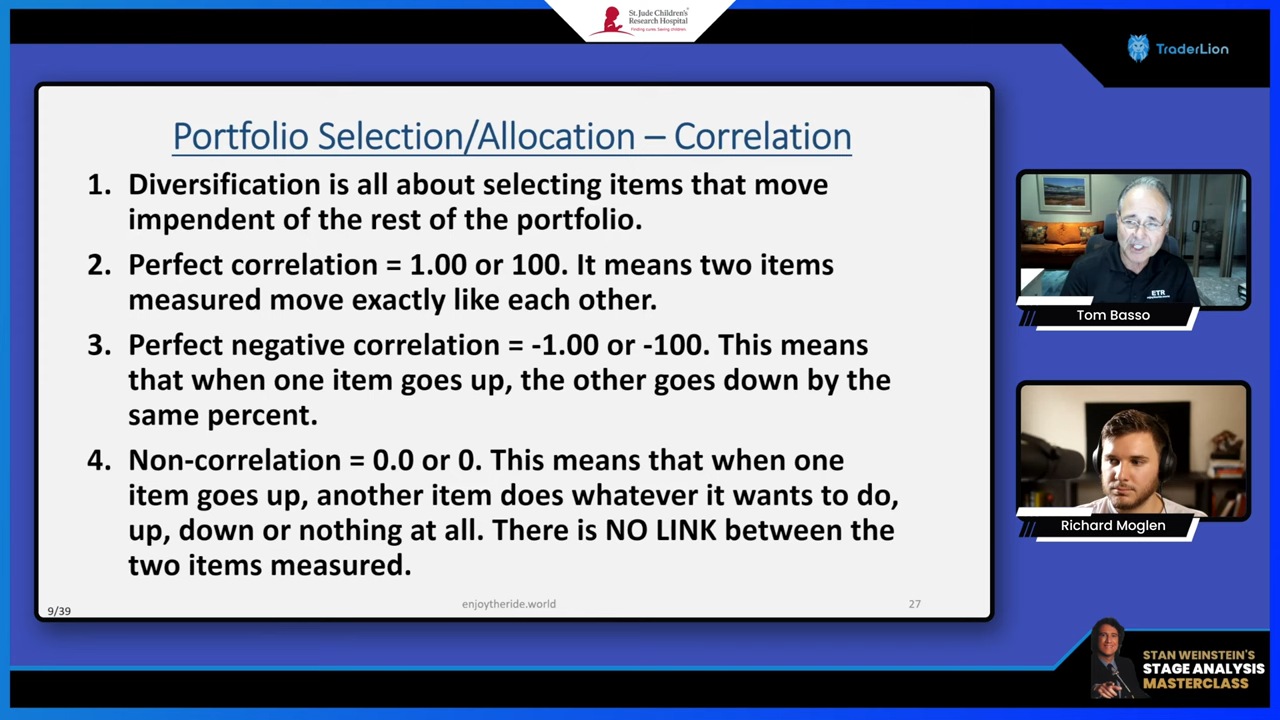 St. Jude Children's
Research Hospital
Finding cures. Saving children.
TraderLion
Portfolio Selection/Allocation – Correlation
1. Diversification is all about selecting items that move
impendent of the rest of the portfolio.
2. Perfect correlation = 1.00 or 100. It means two items
measured move exactly like each other.
3. Perfect negative correlation = -1.00 or -100. This means
that when one item goes up, the other goes down by the
same percent.
4. Non-correlation = 0.0 or 0. This means that when one
item goes up, another item does whatever it wants to do,
up, down or nothing at all. There is NO LINK between the
two items measured.
9/39
enjoytheride.world
27
ETR
Tom Basso
Richard Moglen
STAN WEINSTEIN'S
STAGE ANALYSIS
MASTERCLASS